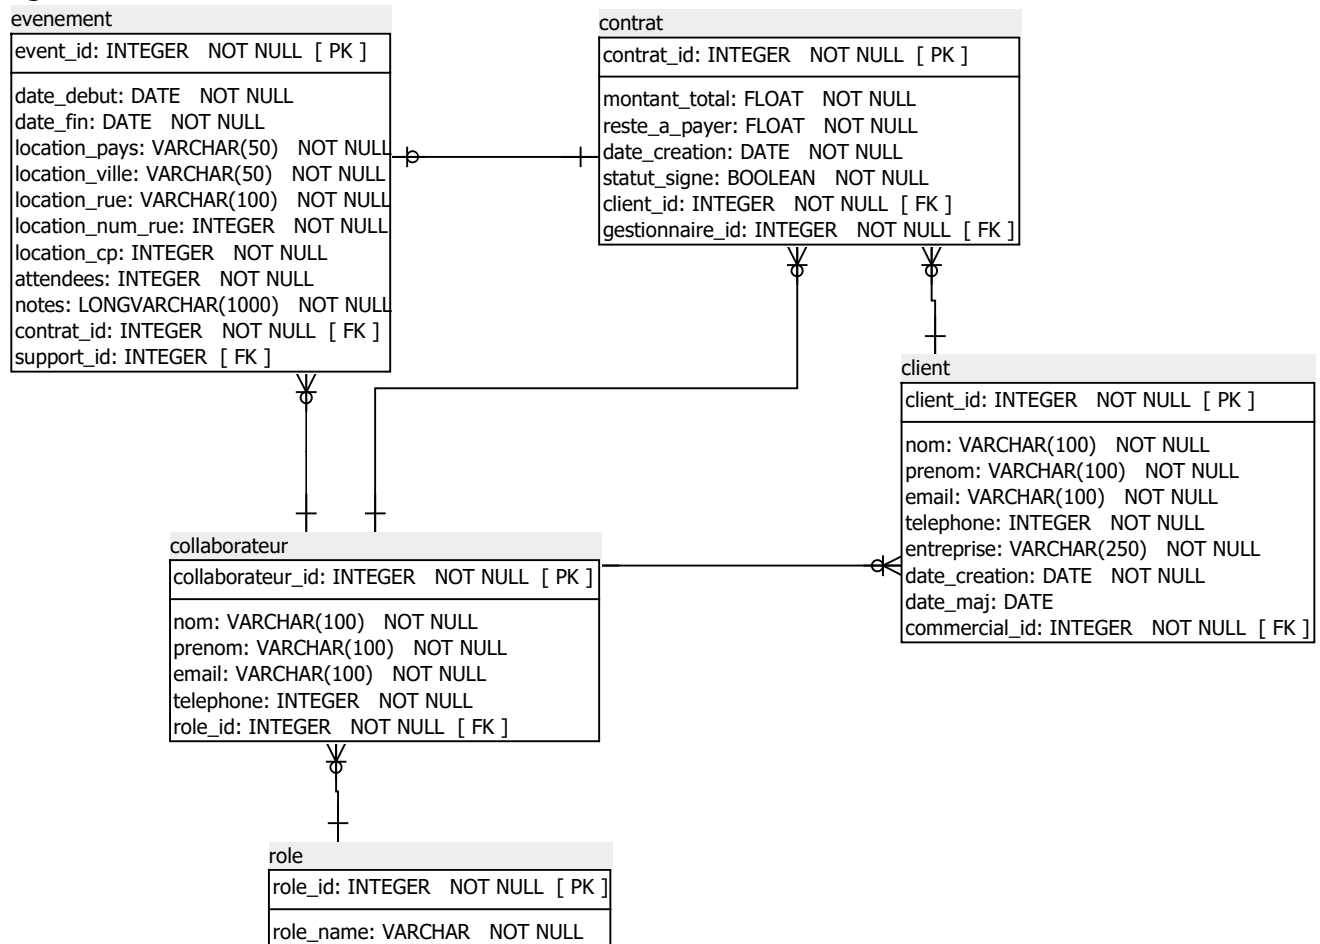 evenement
event_id: INTEGER NOT NULL [ PK ]
date_debut: DATE NOT NULL
date_fin: DATE NOT NULL
location_pays: VARCHAR(50) NOT NULL
location_ville: VARCHAR(50) NOT NULL
location_rue: VARCHAR(100) NOT NULL
location_num_rue: INTEGER NOT NULL
location_cp: INTEGER NOT NULL
attendees: INTEGER NOT NULL
notes: LONGVARCHAR(1000) NOT NULL
contrat_id: INTEGER NOT NULL [ FK ]
support_id: INTEGER [ FK ]
contrat
contrat_id: INTEGER NOT NULL [ PK ]
montant_total: FLOAT NOT NULL
reste_a_payer: FLOAT NOT NULL
date_creation: DATE NOT NULL
statut_signe: BOOLEAN NOT NULL
client_id: INTEGER NOT NULL [ FK ]
gestionnaire_id: INTEGER NOT NULL [ FK ]
client
client_id: INTEGER NOT NULL [ PK ]
nom: VARCHAR(100) NOT NULL
prenom: VARCHAR(100) NOT NULL
email: VARCHAR(100) NOT NULL
telephone: INTEGER NOT NULL
entreprise: VARCHAR(250) NOT NULL
date_creation: DATE NOT NULL
date_maj: DATE
commercial_id: INTEGER NOT NULL [ FK ]
collaborateur
collaborateur_id: INTEGER NOT NULL [ PK ]
nom: VARCHAR(100) NOT NULL
prenom: VARCHAR(100) NOT NULL
email: VARCHAR(100) NOT NULL
telephone: INTEGER NOT NULL
role_id: INTEGER NOT NULL [ FK ]
role
role_id: INTEGER NOT NULL [ PK ]
role_name: VARCHAR NOT NULL